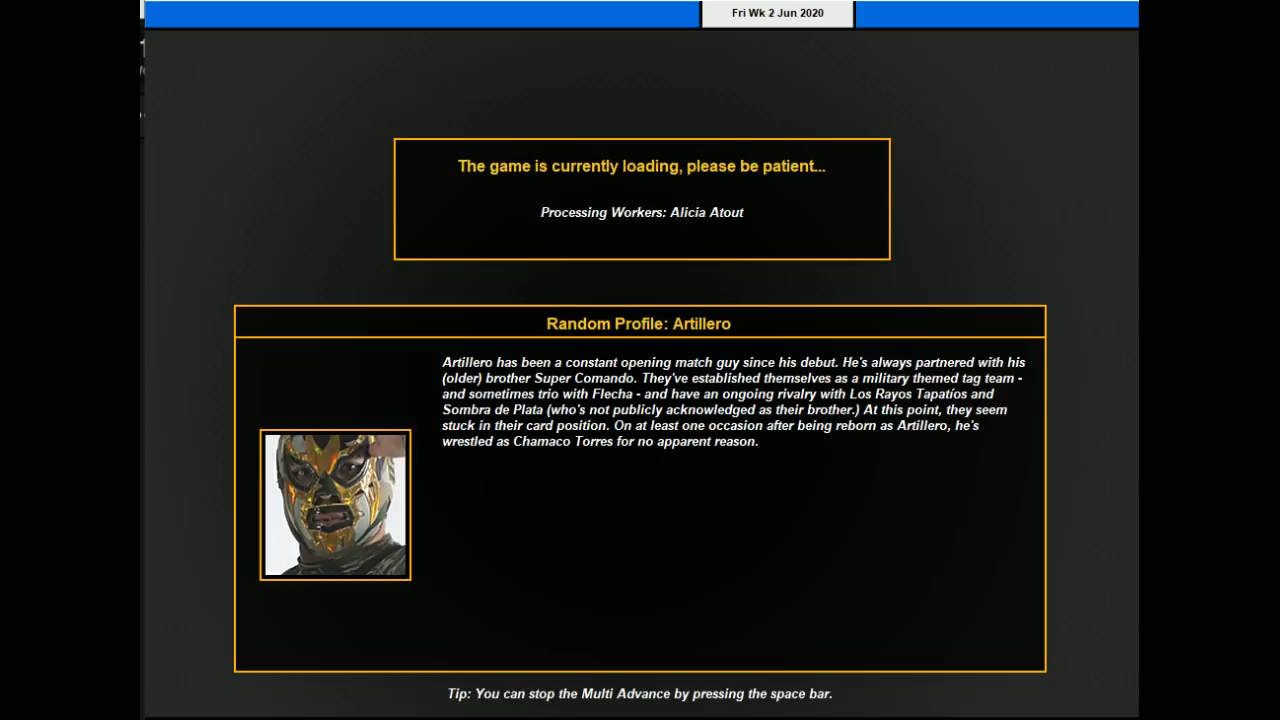 Fri Wk 2 Jun 2020
The game is currently loading, please be patient...
Processing Workers: Alicia Atout
Random Profile: Artillero
Artillero has been a constant opening match guy since his debut. He's always partnered with his
(older) brother Super Comando. They've established themselves as a military themed tag team -
and sometimes trio with Flecha - and have an ongoing rivalry with Los Rayos Tapatíos and
Sombra de Plata (who's not publicly acknowledged as their brother.) At this point, they seem
stuck in their card position. On at least one occasion after being reborn as Artillero, he's
wrestled as Chamaco Torres for no apparent reason.
Tip: You can stop the Multi Advance by pressing the space bar.